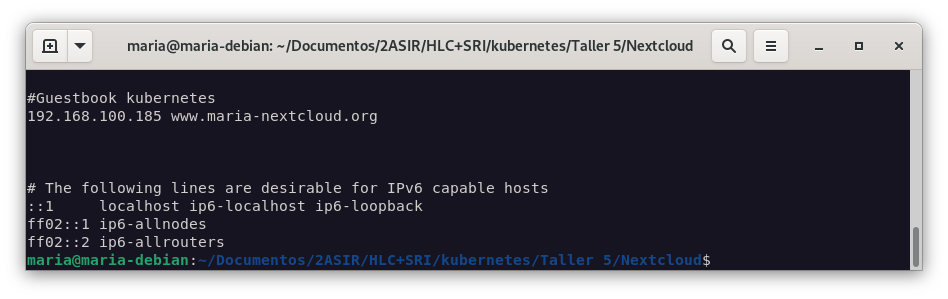 maria@maria-debian: ~/Documentos/2ASIR/HLC+SRI/kubernetes/Taller 5/Nextcloud
#Guestbook kubernetes
192.168.100.185 www.maria-nextcloud.org
# The following lines are desirable for IPv6 capable hosts
::1     localhost ip6-localhost ip6-loopback
ff02::1 ip6-allnodes
ff02::2 ip6-allrouters
maria@maria-debian:~/Documentos/2ASIR/HLC+SRI/kubernetes/Taller 5/Nextcloud$